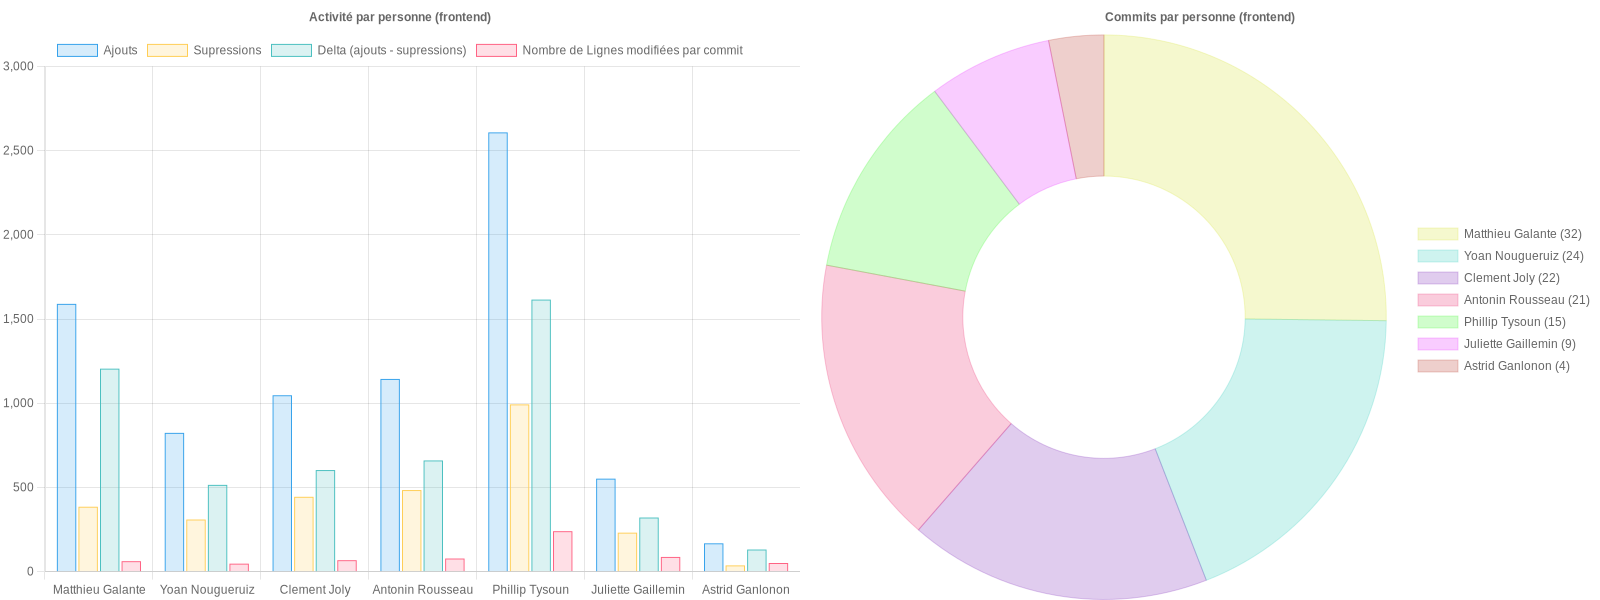 Activité par personne (frontend)
Ajouts
Supressions
Delta (ajouts - supressions)
Nombre de Lignes modifiées par commit
3,000
2,500
2,000
1,500
1,000
500
0
Matthieu Galante
Yoan Nougueruiz
Clement Joly
Antonin Rousseau
Phillip Tysoun
Juliette Gaillemin
Astrid Ganlonon
Commits par personne (frontend)
Matthieu Galante (32)
Yoan Nougueruiz (24)
Clement Joly (22)
Antonin Rousseau (21)
Phillip Tysoun (15)
Juliette Gaillemin (9)
Astrid Ganlonon (4)